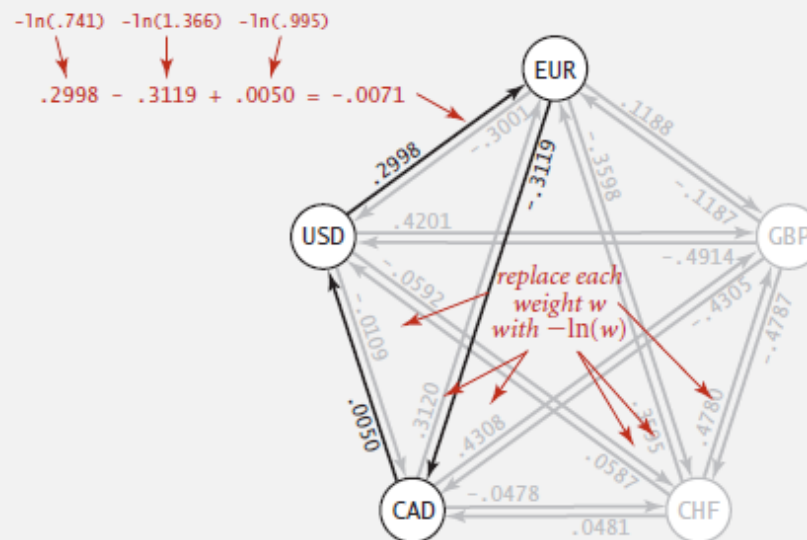 -ln(.741) -ln(1.366) -ln(.995)
.2998 - .3119 + .0050 = -.0071
EUR
.1188
-.3001
.2998
-.3119
-.3598
-.1187
USD
.4201
GBP
-.4914
-.0592
replace each
weight w
with −ln(w)
-.4305
-.4787
-.0109
.0050
.3120
.4308
.0587
.3595
.4780
CAD
-.0478
CHF
.0481